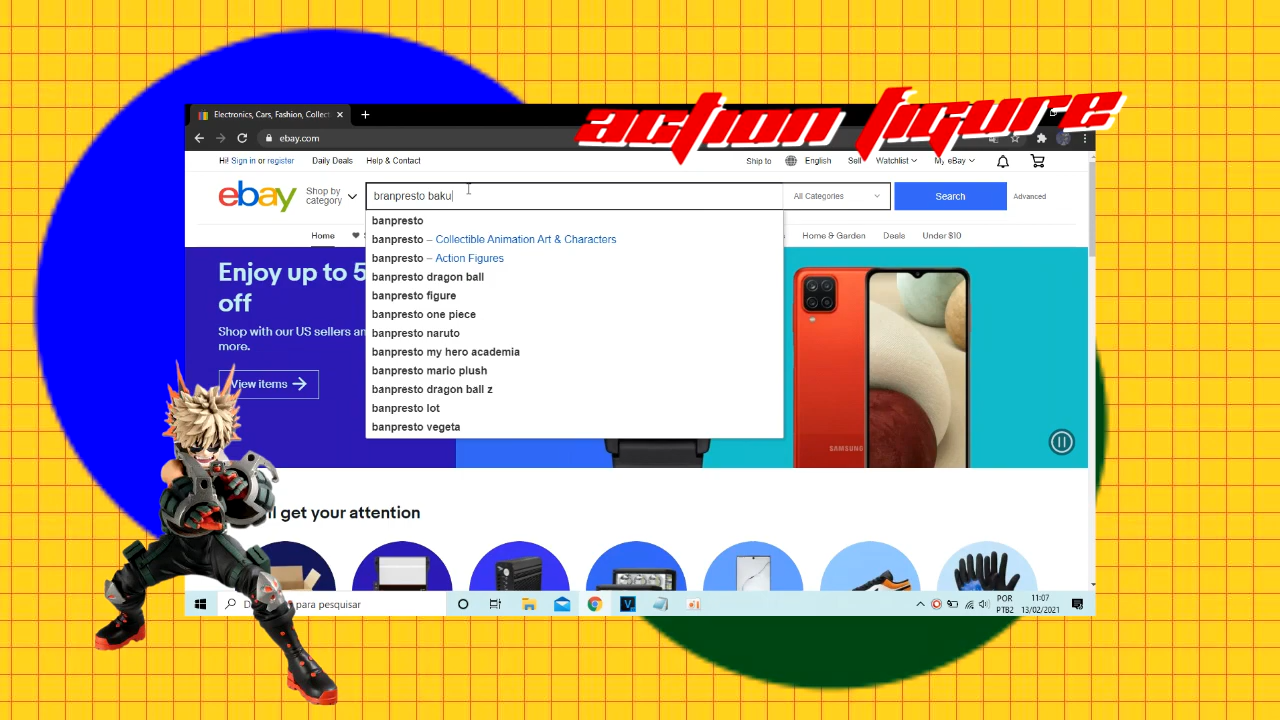 action figure
Electronics, Cars, Fashion, Collect
ebay.com
Hi! Sign in or register Daily Deals Help & Contact Ship to English Sell Watchlist My eBay
ebay Shop by category branpresto baku All Categories Search Advanced
Home Home & Garden Deals Under $10
banpresto
banpresto – Collectible Animation Art & Characters
banpresto – Action Figures
banpresto dragon ball
banpresto figure
banpresto one piece
banpresto naruto
banpresto my hero academia
banpresto mario plush
banpresto dragon ball z
banpresto lot
banpresto vegeta
Enjoy up to 5
off
Shop with our US sellers
more.
View items
SAMSUNG
get your attention
para pesquisar
POR 11:07
PTB2 13/02/2021